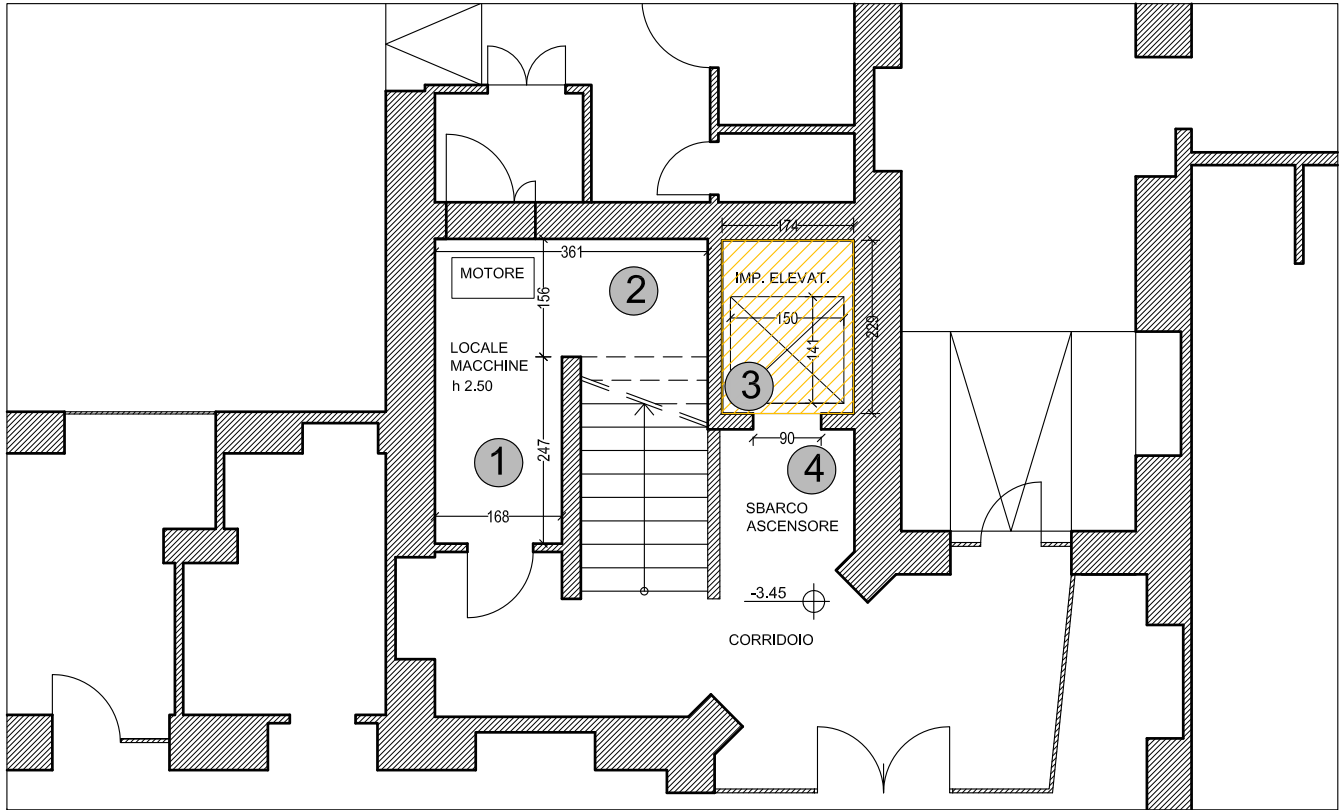 174
361
MOTORE
156
2
IMP. ELEVAT.
150
229
141
LOCALE
MACCHINE
h 2.50
3
247
1
90
4
168
SBARCO
ASCENSORE
-3.45
CORRIDOIO